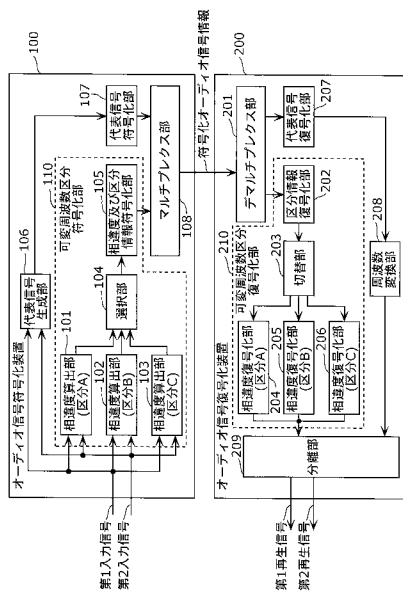 オーディオ信号符号化装置
100
第1入力信号
第2入力信号
106
代表信号
生成部
101
相違度算出部
(区分A)
102
相違度算出部
(区分B)
103
相違度算出部
(区分C)
104
選択部
110
可変周波数区分
符号化部
105
相違度及び区分
情報符号化部
107
代表信号
符号化部
マルチプレクス部
108
符号化オーディオ信号情報
200
オーディオ信号復号化装置
201
デマルチプレクス部
207
代表信号
復号化部
202
区分情報
復号化部
210
可変周波数区分
復号化部
203
切替部
204
相違度復号化部
(区分A)
205
相違度復号化部
(区分B)
206
相違度復号化部
(区分C)
208
周波数
変換部
209
分離部
第1再生信号
第2再生信号